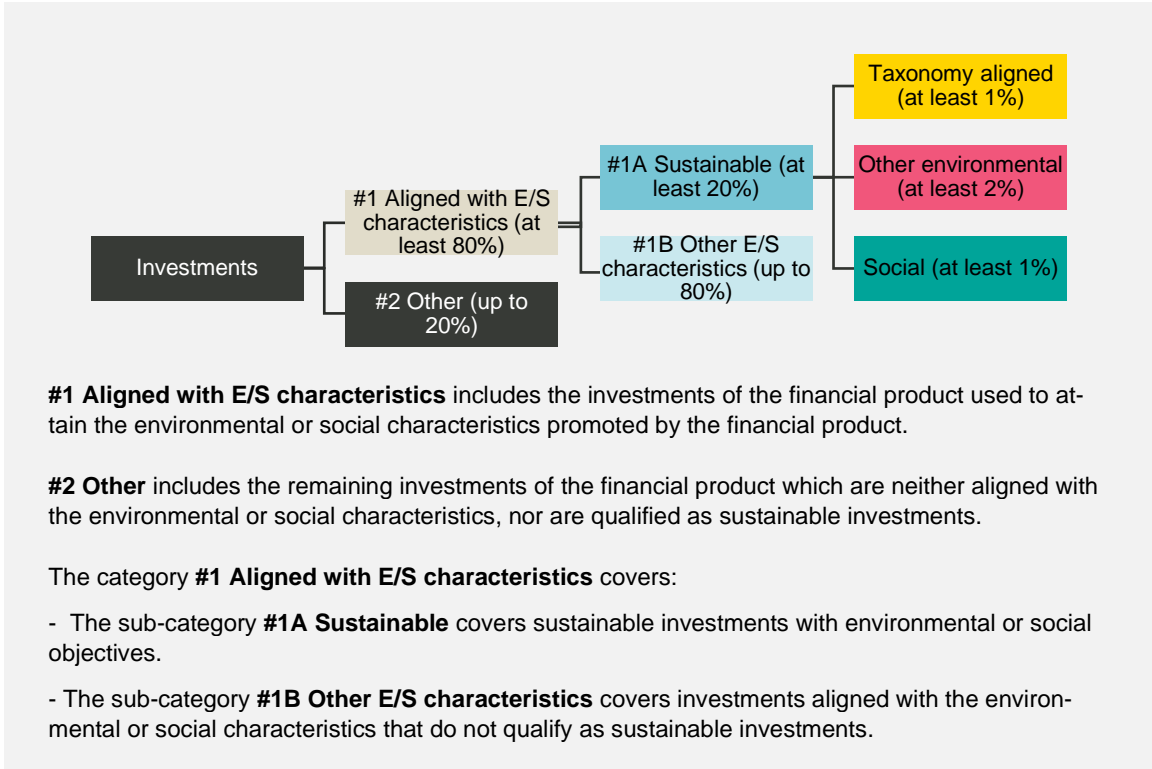 Taxonomy aligned
(at least 1%)
#1A Sustainable (at
least 20%)
Other environmental
(at least 2%)
#1 Aligned with E/S
characteristics (at
least 80%)
Investments
#1B Other E/S
characteristics (up to
80%)
Social (at least 1%)
#2 Other (up to
20%)
#1 Aligned with E/S characteristics includes the investments of the financial product used to at-
tain the environmental or social characteristics promoted by the financial product.
#2 Other includes the remaining investments of the financial product which are neither aligned with
the environmental or social characteristics, nor are qualified as sustainable investments.
The category #1 Aligned with E/S characteristics covers:
- The sub-category #1A Sustainable covers sustainable investments with environmental or social
objectives.
- The sub-category #1B Other E/S characteristics covers investments aligned with the environ-
mental or social characteristics that do not qualify as sustainable investments.